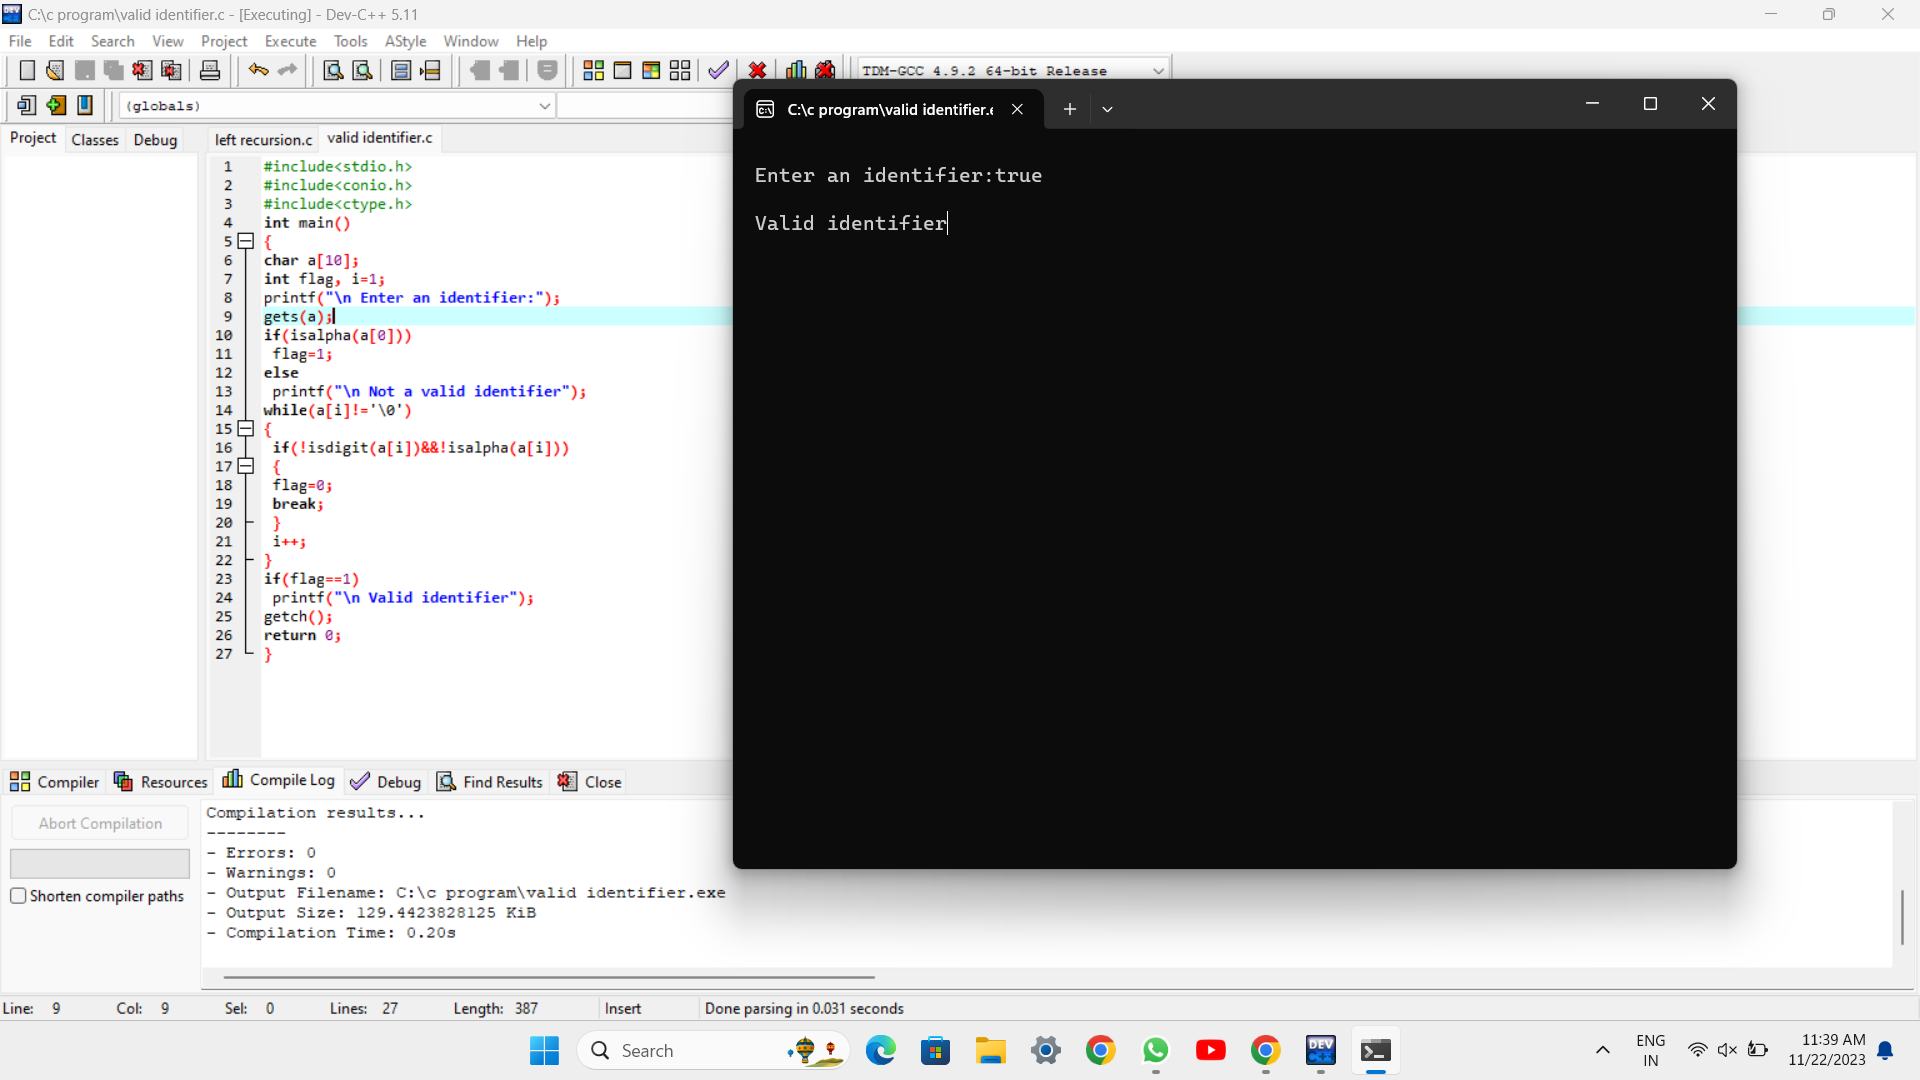 C:\c program\valid identifier.c - [Executing] - Dev-C++ 5.11
File Edit Search View Project Execute Tools AStyle Window Help
TDM-GCC 4.9.2 64-bit Release
(globals)
Project Classes Debug
left recursion.c valid identifier.c
1 #include<stdio.h>
2 #include<conio.h>
3 #include<ctype.h>
4 int main()
5 {
6 char a[10];
7 int flag, i=1;
8 printf("\n Enter an identifier:");
9 gets(a);
10 if(isalpha(a[0]))
11 flag=1;
12 else
13 printf("\n Not a valid identifier");
14 while(a[i]!='\0')
15 {
16 if(!isdigit(a[i])&&!isalpha(a[i]))
17 {
18 flag=0;
19 break;
20 }
21 i++;
22 }
23 if(flag==1)
24 printf("\n Valid identifier");
25 getch();
26 return 0;
27 }
C:\c program\valid identifier.e
Enter an identifier:true
Valid identifier
Compiler Resources Compile Log Debug Find Results Close
Abort Compilation
Shorten compiler paths
Compilation results...
--------
- Errors: 0
- Warnings: 0
- Output Filename: C:\c program\valid identifier.exe
- Output Size: 129.4423828125 KiB
- Compilation Time: 0.20s
Line: 9 Col: 9 Sel: 0 Lines: 27 Length: 387 Insert Done parsing in 0.031 seconds
Search
DEV
ENG
IN
11:39 AM
11/22/2023